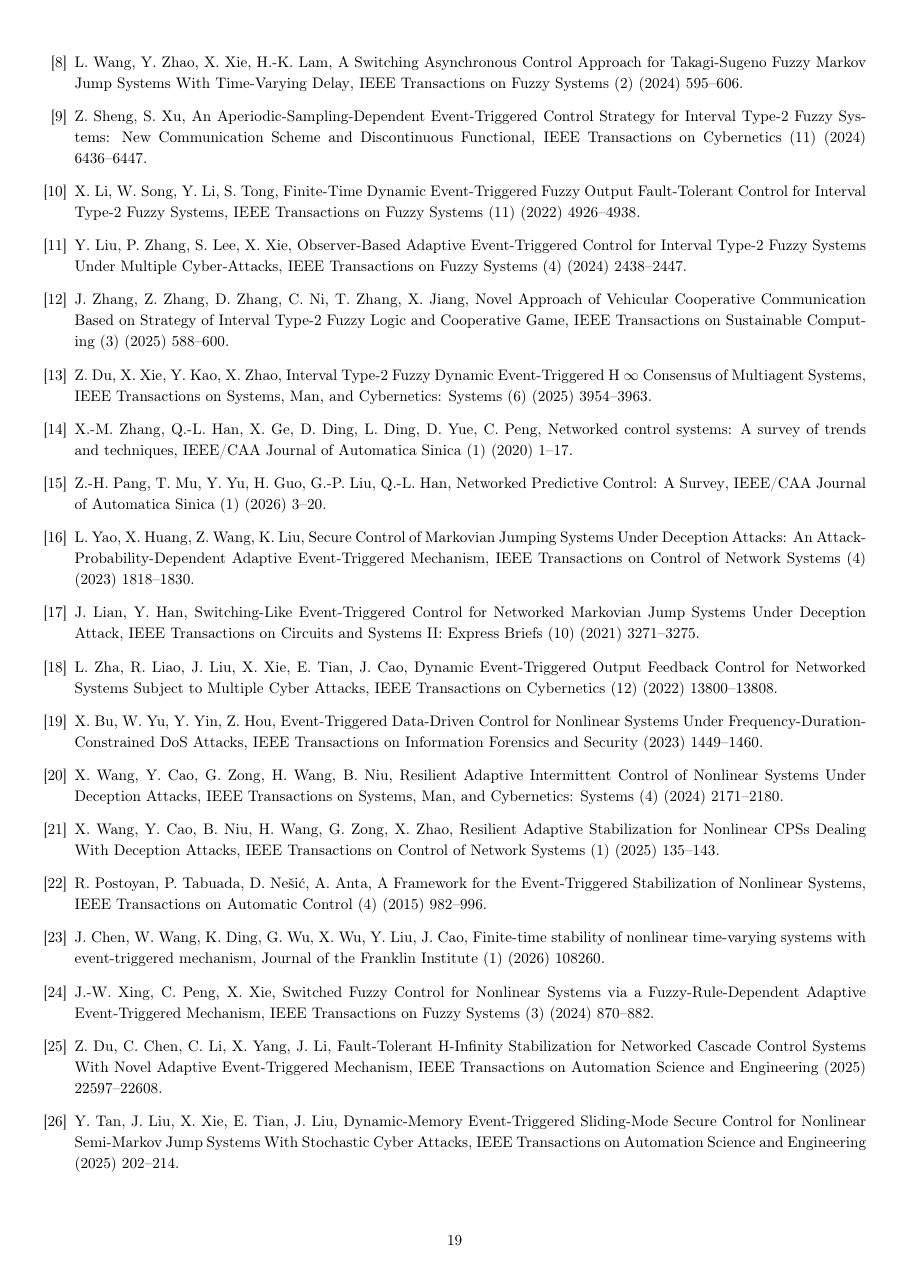 [8] L. Wang, Y. Zhao, X. Xie, H.-K. Lam, A Switching Asynchronous Control Approach for Takagi-Sugeno Fuzzy Markov
Jump Systems With Time-Varying Delay, IEEE Transactions on Fuzzy Systems (2) (2024) 595–606.
[9] Z. Sheng, S. Xu, An Aperiodic-Sampling-Dependent Event-Triggered Control Strategy for Interval Type-2 Fuzzy Sys-
tems: New Communication Scheme and Discontinuous Functional, IEEE Transactions on Cybernetics (11) (2024)
6436–6447.
[10] X. Li, W. Song, Y. Li, S. Tong, Finite-Time Dynamic Event-Triggered Fuzzy Output Fault-Tolerant Control for Interval
Type-2 Fuzzy Systems, IEEE Transactions on Fuzzy Systems (11) (2022) 4926–4938.
[11] Y. Liu, P. Zhang, S. Lee, X. Xie, Observer-Based Adaptive Event-Triggered Control for Interval Type-2 Fuzzy Systems
Under Multiple Cyber-Attacks, IEEE Transactions on Fuzzy Systems (4) (2024) 2438–2447.
[12] J. Zhang, Z. Zhang, D. Zhang, C. Ni, T. Zhang, X. Jiang, Novel Approach of Vehicular Cooperative Communication
Based on Strategy of Interval Type-2 Fuzzy Logic and Cooperative Game, IEEE Transactions on Sustainable Comput-
ing (3) (2025) 588–600.
[13] Z. Du, X. Xie, Y. Kao, X. Zhao, Interval Type-2 Fuzzy Dynamic Event-Triggered H ∞ Consensus of Multiagent Systems,
IEEE Transactions on Systems, Man, and Cybernetics: Systems (6) (2025) 3954–3963.
[14] X.-M. Zhang, Q.-L. Han, X. Ge, D. Ding, L. Ding, D. Yue, C. Peng, Networked control systems: A survey of trends
and techniques, IEEE/CAA Journal of Automatica Sinica (1) (2020) 1–17.
[15] Z.-H. Pang, T. Mu, Y. Yu, H. Guo, G.-P. Liu, Q.-L. Han, Networked Predictive Control: A Survey, IEEE/CAA Journal
of Automatica Sinica (1) (2026) 3–20.
[16] L. Yao, X. Huang, Z. Wang, K. Liu, Secure Control of Markovian Jumping Systems Under Deception Attacks: An Attack-
Probability-Dependent Adaptive Event-Triggered Mechanism, IEEE Transactions on Control of Network Systems (4)
(2023) 1818–1830.
[17] J. Lian, Y. Han, Switching-Like Event-Triggered Control for Networked Markovian Jump Systems Under Deception
Attack, IEEE Transactions on Circuits and Systems II: Express Briefs (10) (2021) 3271–3275.
[18] L. Zha, R. Liao, J. Liu, X. Xie, E. Tian, J. Cao, Dynamic Event-Triggered Output Feedback Control for Networked
Systems Subject to Multiple Cyber Attacks, IEEE Transactions on Cybernetics (12) (2022) 13800–13808.
[19] X. Bu, W. Yu, Y. Yin, Z. Hou, Event-Triggered Data-Driven Control for Nonlinear Systems Under Frequency-Duration-
Constrained DoS Attacks, IEEE Transactions on Information Forensics and Security (2023) 1449–1460.
[20] X. Wang, Y. Cao, G. Zong, H. Wang, B. Niu, Resilient Adaptive Intermittent Control of Nonlinear Systems Under
Deception Attacks, IEEE Transactions on Systems, Man, and Cybernetics: Systems (4) (2024) 2171–2180.
[21] X. Wang, Y. Cao, B. Niu, H. Wang, G. Zong, X. Zhao, Resilient Adaptive Stabilization for Nonlinear CPSs Dealing
With Deception Attacks, IEEE Transactions on Control of Network Systems (1) (2025) 135–143.
[22] R. Postoyan, P. Tabuada, D. Nešić, A. Anta, A Framework for the Event-Triggered Stabilization of Nonlinear Systems,
IEEE Transactions on Automatic Control (4) (2015) 982–996.
[23] J. Chen, W. Wang, K. Ding, G. Wu, X. Wu, Y. Liu, J. Cao, Finite-time stability of nonlinear time-varying systems with
event-triggered mechanism, Journal of the Franklin Institute (1) (2026) 108260.
[24] J.-W. Xing, C. Peng, X. Xie, Switched Fuzzy Control for Nonlinear Systems via a Fuzzy-Rule-Dependent Adaptive
Event-Triggered Mechanism, IEEE Transactions on Fuzzy Systems (3) (2024) 870–882.
[25] Z. Du, C. Chen, C. Li, X. Yang, J. Li, Fault-Tolerant H-Infinity Stabilization for Networked Cascade Control Systems
With Novel Adaptive Event-Triggered Mechanism, IEEE Transactions on Automation Science and Engineering (2025)
22597–22608.
[26] Y. Tan, J. Liu, X. Xie, E. Tian, J. Liu, Dynamic-Memory Event-Triggered Sliding-Mode Secure Control for Nonlinear
Semi-Markov Jump Systems With Stochastic Cyber Attacks, IEEE Transactions on Automation Science and Engineering
(2025) 202–214.
19